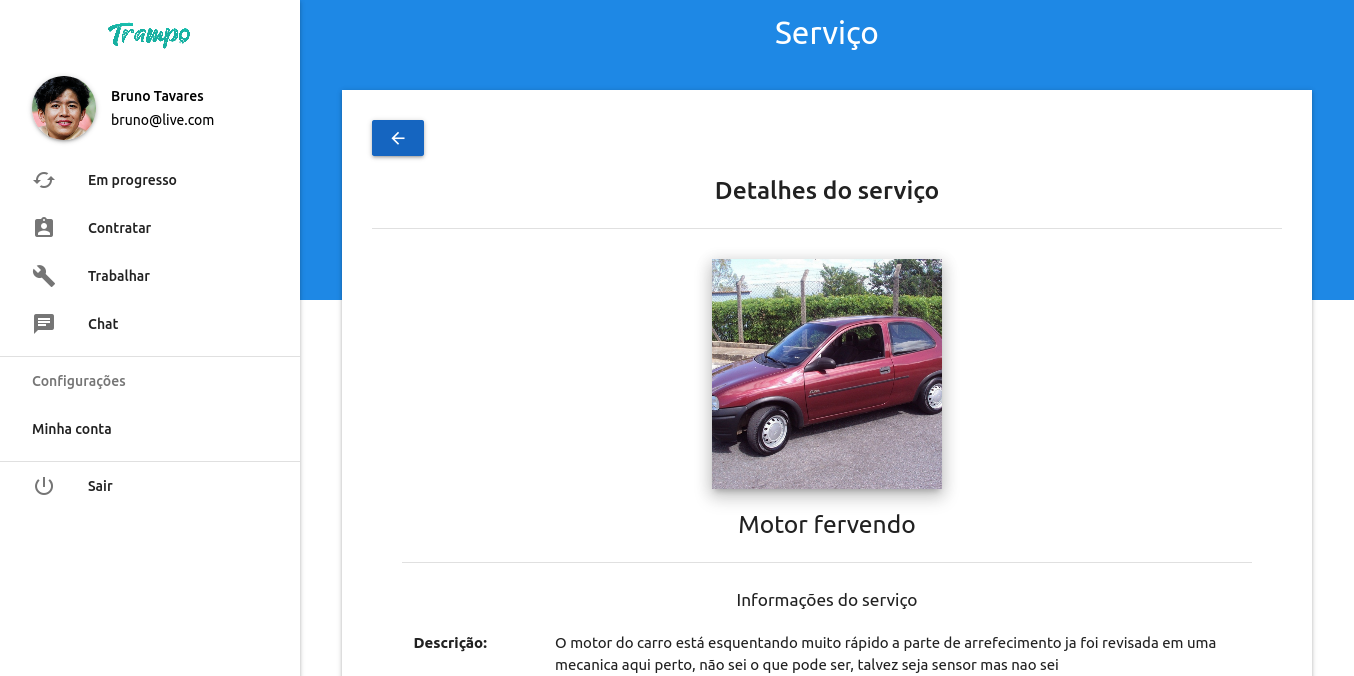 Trampo
Serviço
Bruno Tavares
bruno@live.com
Em progresso
Contratar
Trabalhar
Chat
Configurações
Minha conta
Sair
Detalhes do serviço
Motor fervendo
Informações do serviço
Descrição:
O motor do carro está esquentando muito rápido a parte de arrefecimento ja foi revisada em uma
mecanica aqui perto, não sei o que pode ser, talvez seja sensor mas nao sei